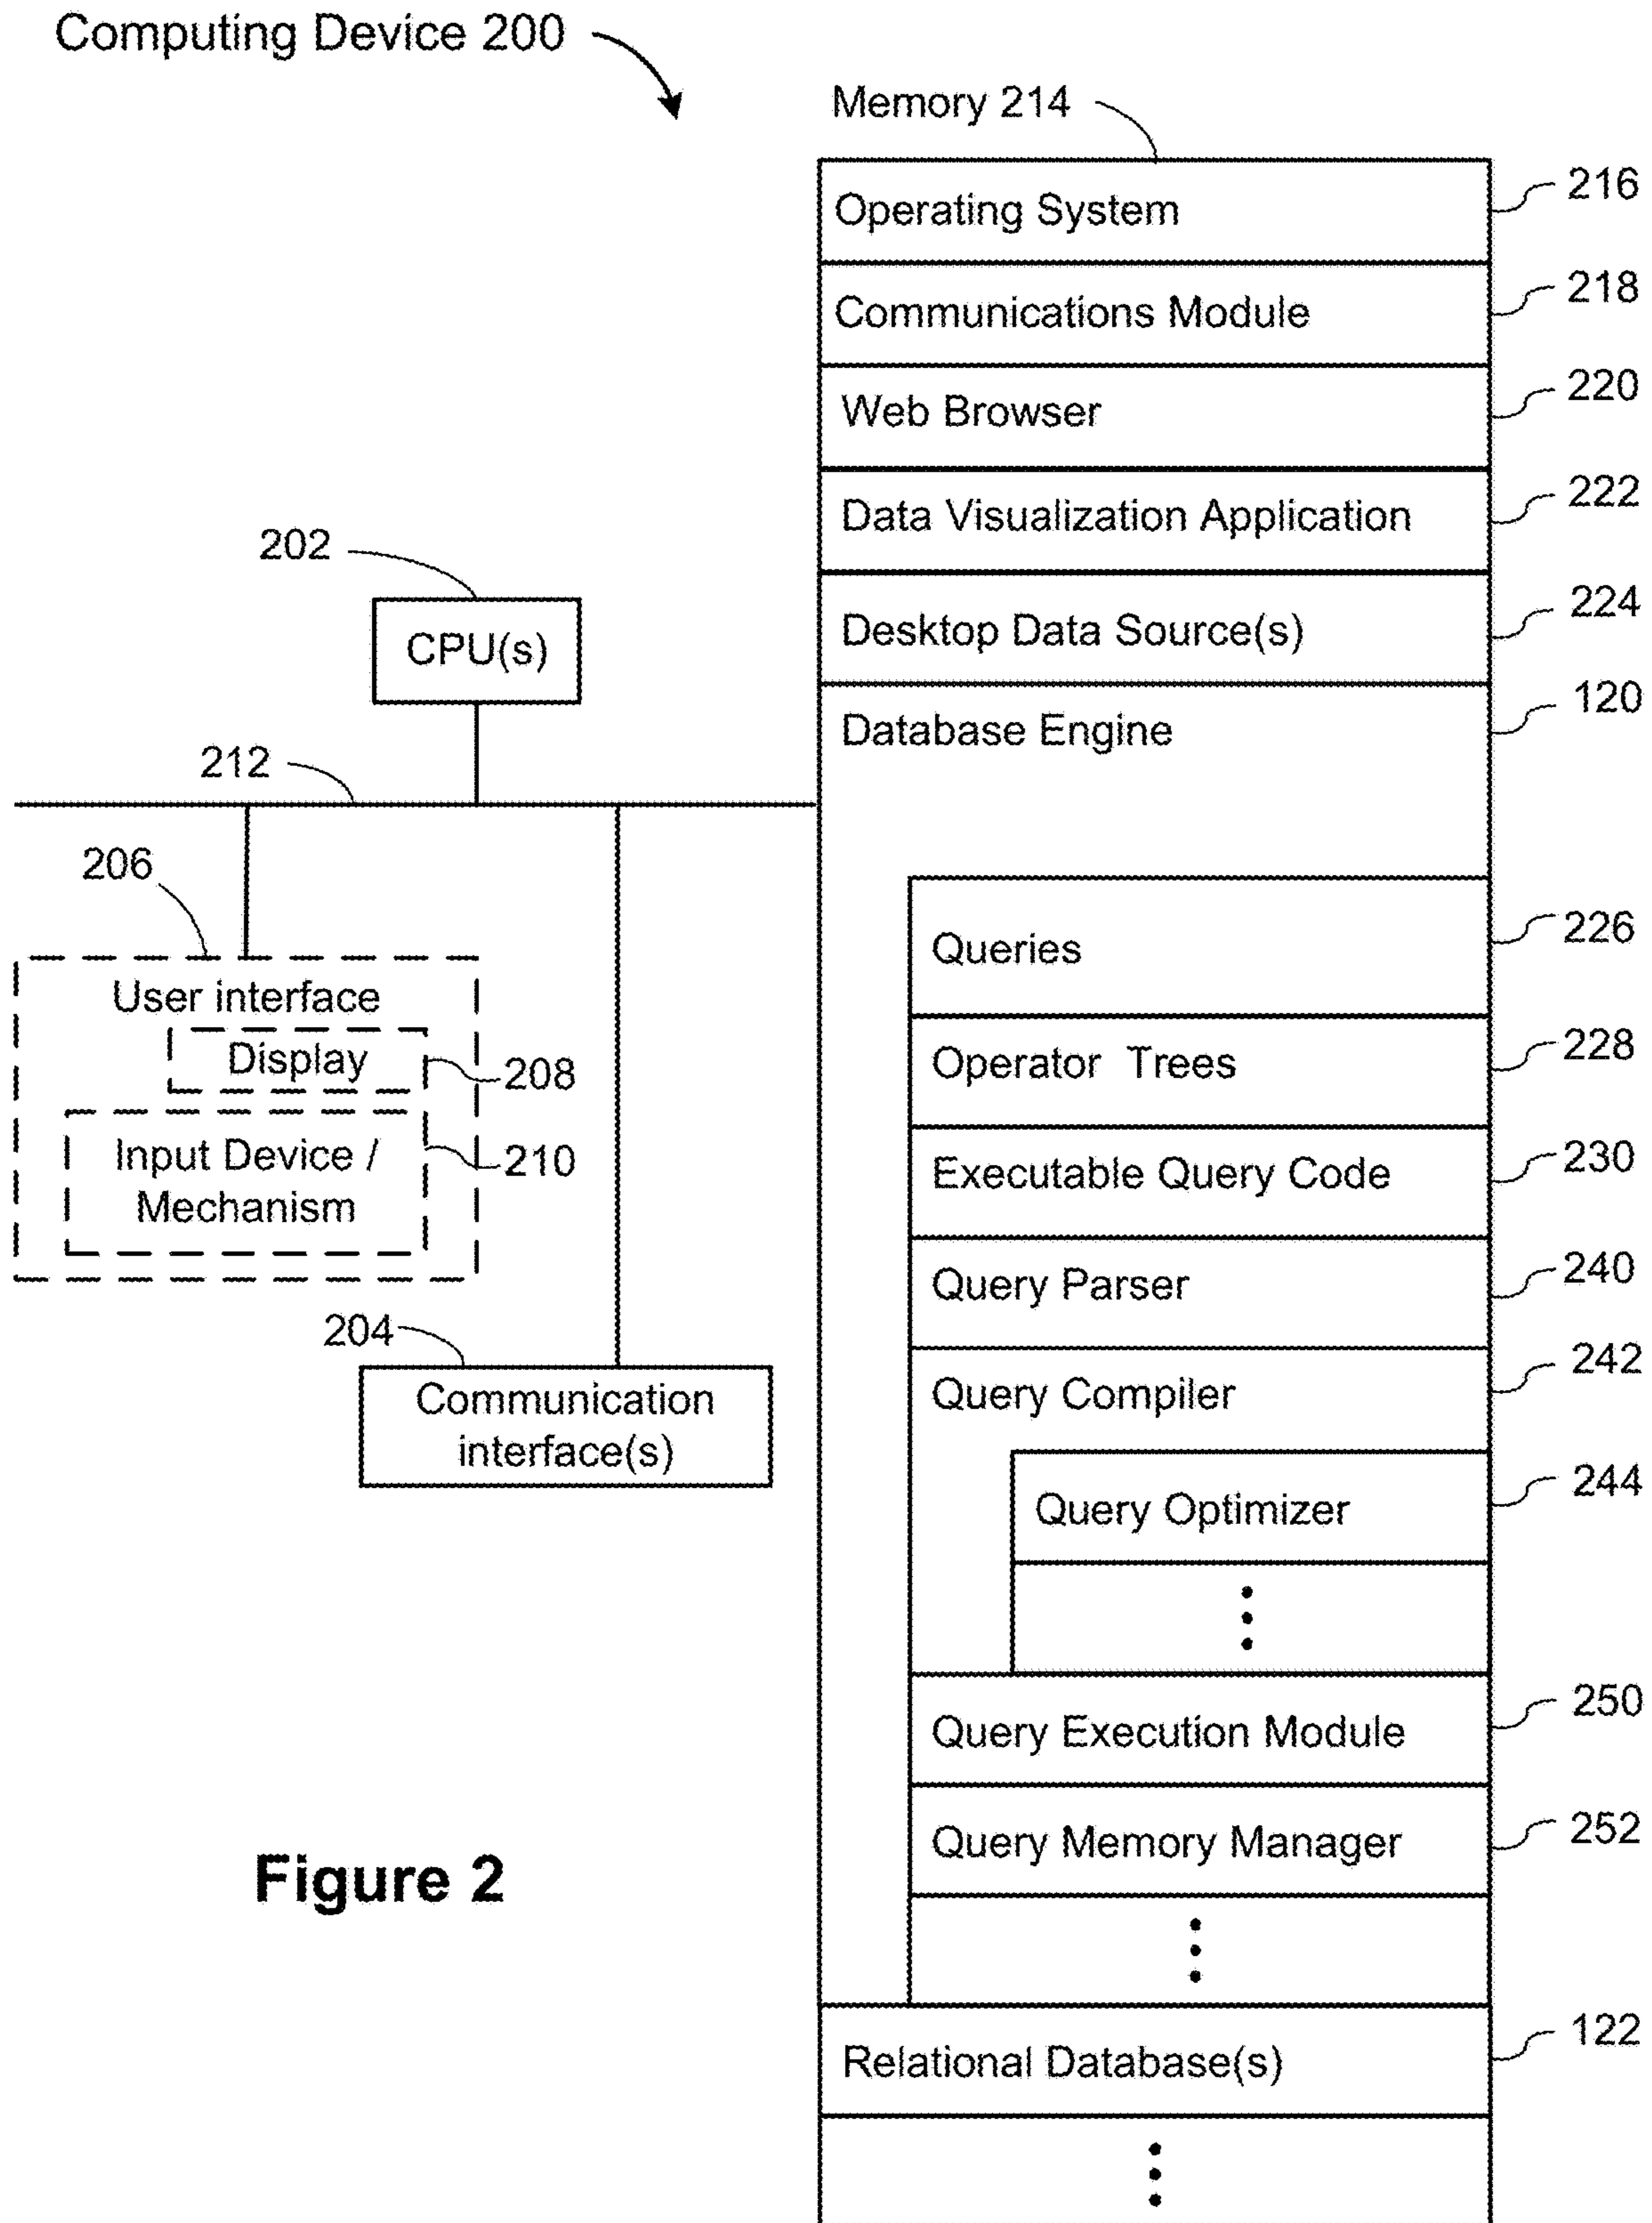 Computing Device 200
Memory 214
Operating System
216
Communications Module
218
Web Browser
220
Data Visualization Application
222
Desktop Data Source(s)
224
Database Engine
120
Queries
226
Operator Trees
228
Executable Query Code
230
Query Parser
240
Query Compiler
242
Query Optimizer
244
Query Execution Module
250
Query Memory Manager
252
Relational Database(s)
122
202
CPU(s)
212
206
User interface
Display
208
Input Device /
Mechanism
210
204
Communication
interface(s)
Figure 2